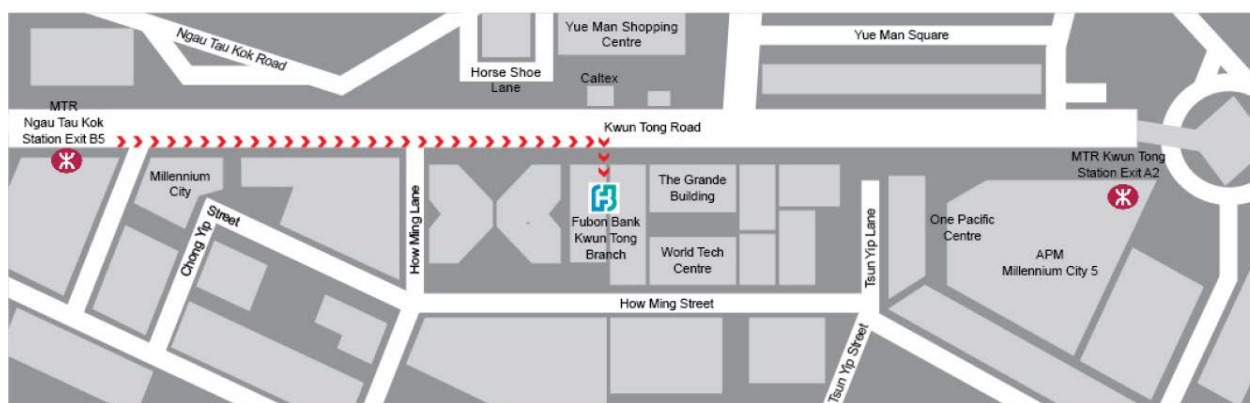 Yue Man Shopping
Centre
Ngau Tau Kok Road
Yue Man Square
Horse Shoe
Lane
Caltex
MTR
Ngau Tau Kok
Station Exit B5
Kwun Tong Road
MTR Kwun Tong
Station Exit A2
Millennium
City
The Grande
Building
Chong Yip
Street
How Ming Lane
Fubon Bank
Kwun Tong
Branch
World Tech
Centre
Tsun Yip Lane
One Pacific
Centre
APM
Millennium City 5
How Ming Street
Tsun Yip Street